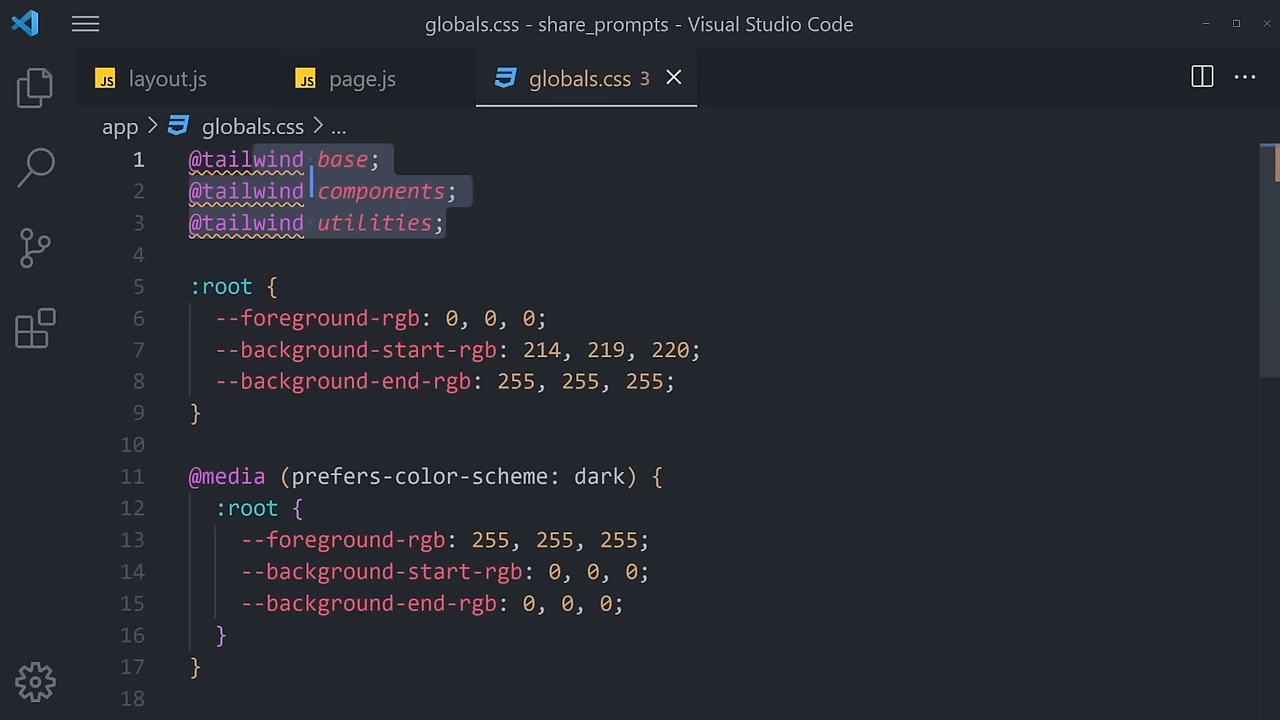 globals.css - share_prompts - Visual Studio Code
JS layout.js JS page.js globals.css 3
app > globals.css > ...
1 @tailwind base;
2 @tailwind components;
3 @tailwind utilities;
4
5 :root {
6 --foreground-rgb: 0, 0, 0;
7 --background-start-rgb: 214, 219, 220;
8 --background-end-rgb: 255, 255, 255;
9 }
10
11 @media (prefers-color-scheme: dark) {
12 :root {
13 --foreground-rgb: 255, 255, 255;
14 --background-start-rgb: 0, 0, 0;
15 --background-end-rgb: 0, 0, 0;
16 }
17 }
18